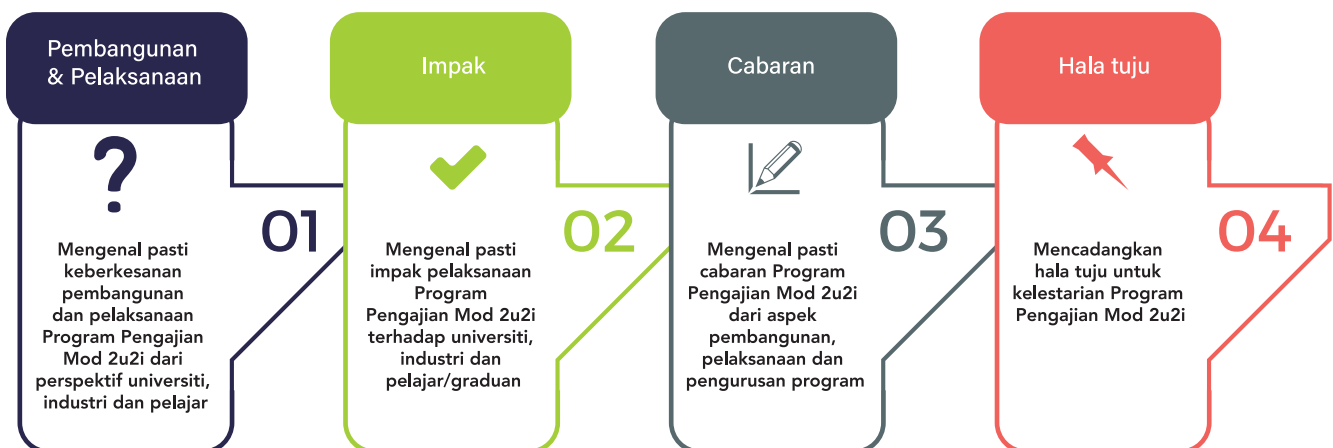 Pembangunan
& Pelaksanaan
01
Mengenal pasti
keberkesanan
pembangunan
dan pelaksanaan
Program Pengajian
Mod 2u2i dari
perspektif universiti,
industri dan pelajar
Impak
02
Mengenal pasti
impak pelaksanaan
Program
Pengajian Mod 2u2i
terhadap universiti,
industri dan
pelajar/graduan
Cabaran
03
Mengenal pasti
cabaran Program
Pengajian Mod 2u2i
dari aspek
pembangunan,
pelaksanaan dan
pengurusan program
Hala tuju
04
Mencadangkan
hala tuju untuk
kelestarian Program
Pengajian Mod 2u2i